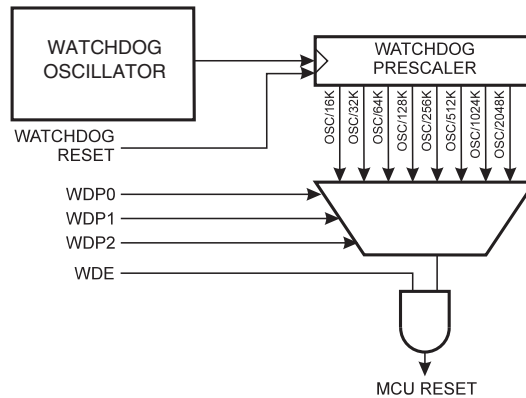 WATCHDOG
OSCILLATOR
WATCHDOG
PRESCALER
WATCHDOG
RESET
OSC/16K
OSC/32K
OSC/64K
OSC/128K
OSC/256K
OSC/512K
OSC/1024K
OSC/2048K
WDP0
WDP1
WDP2
WDE
MCU RESET